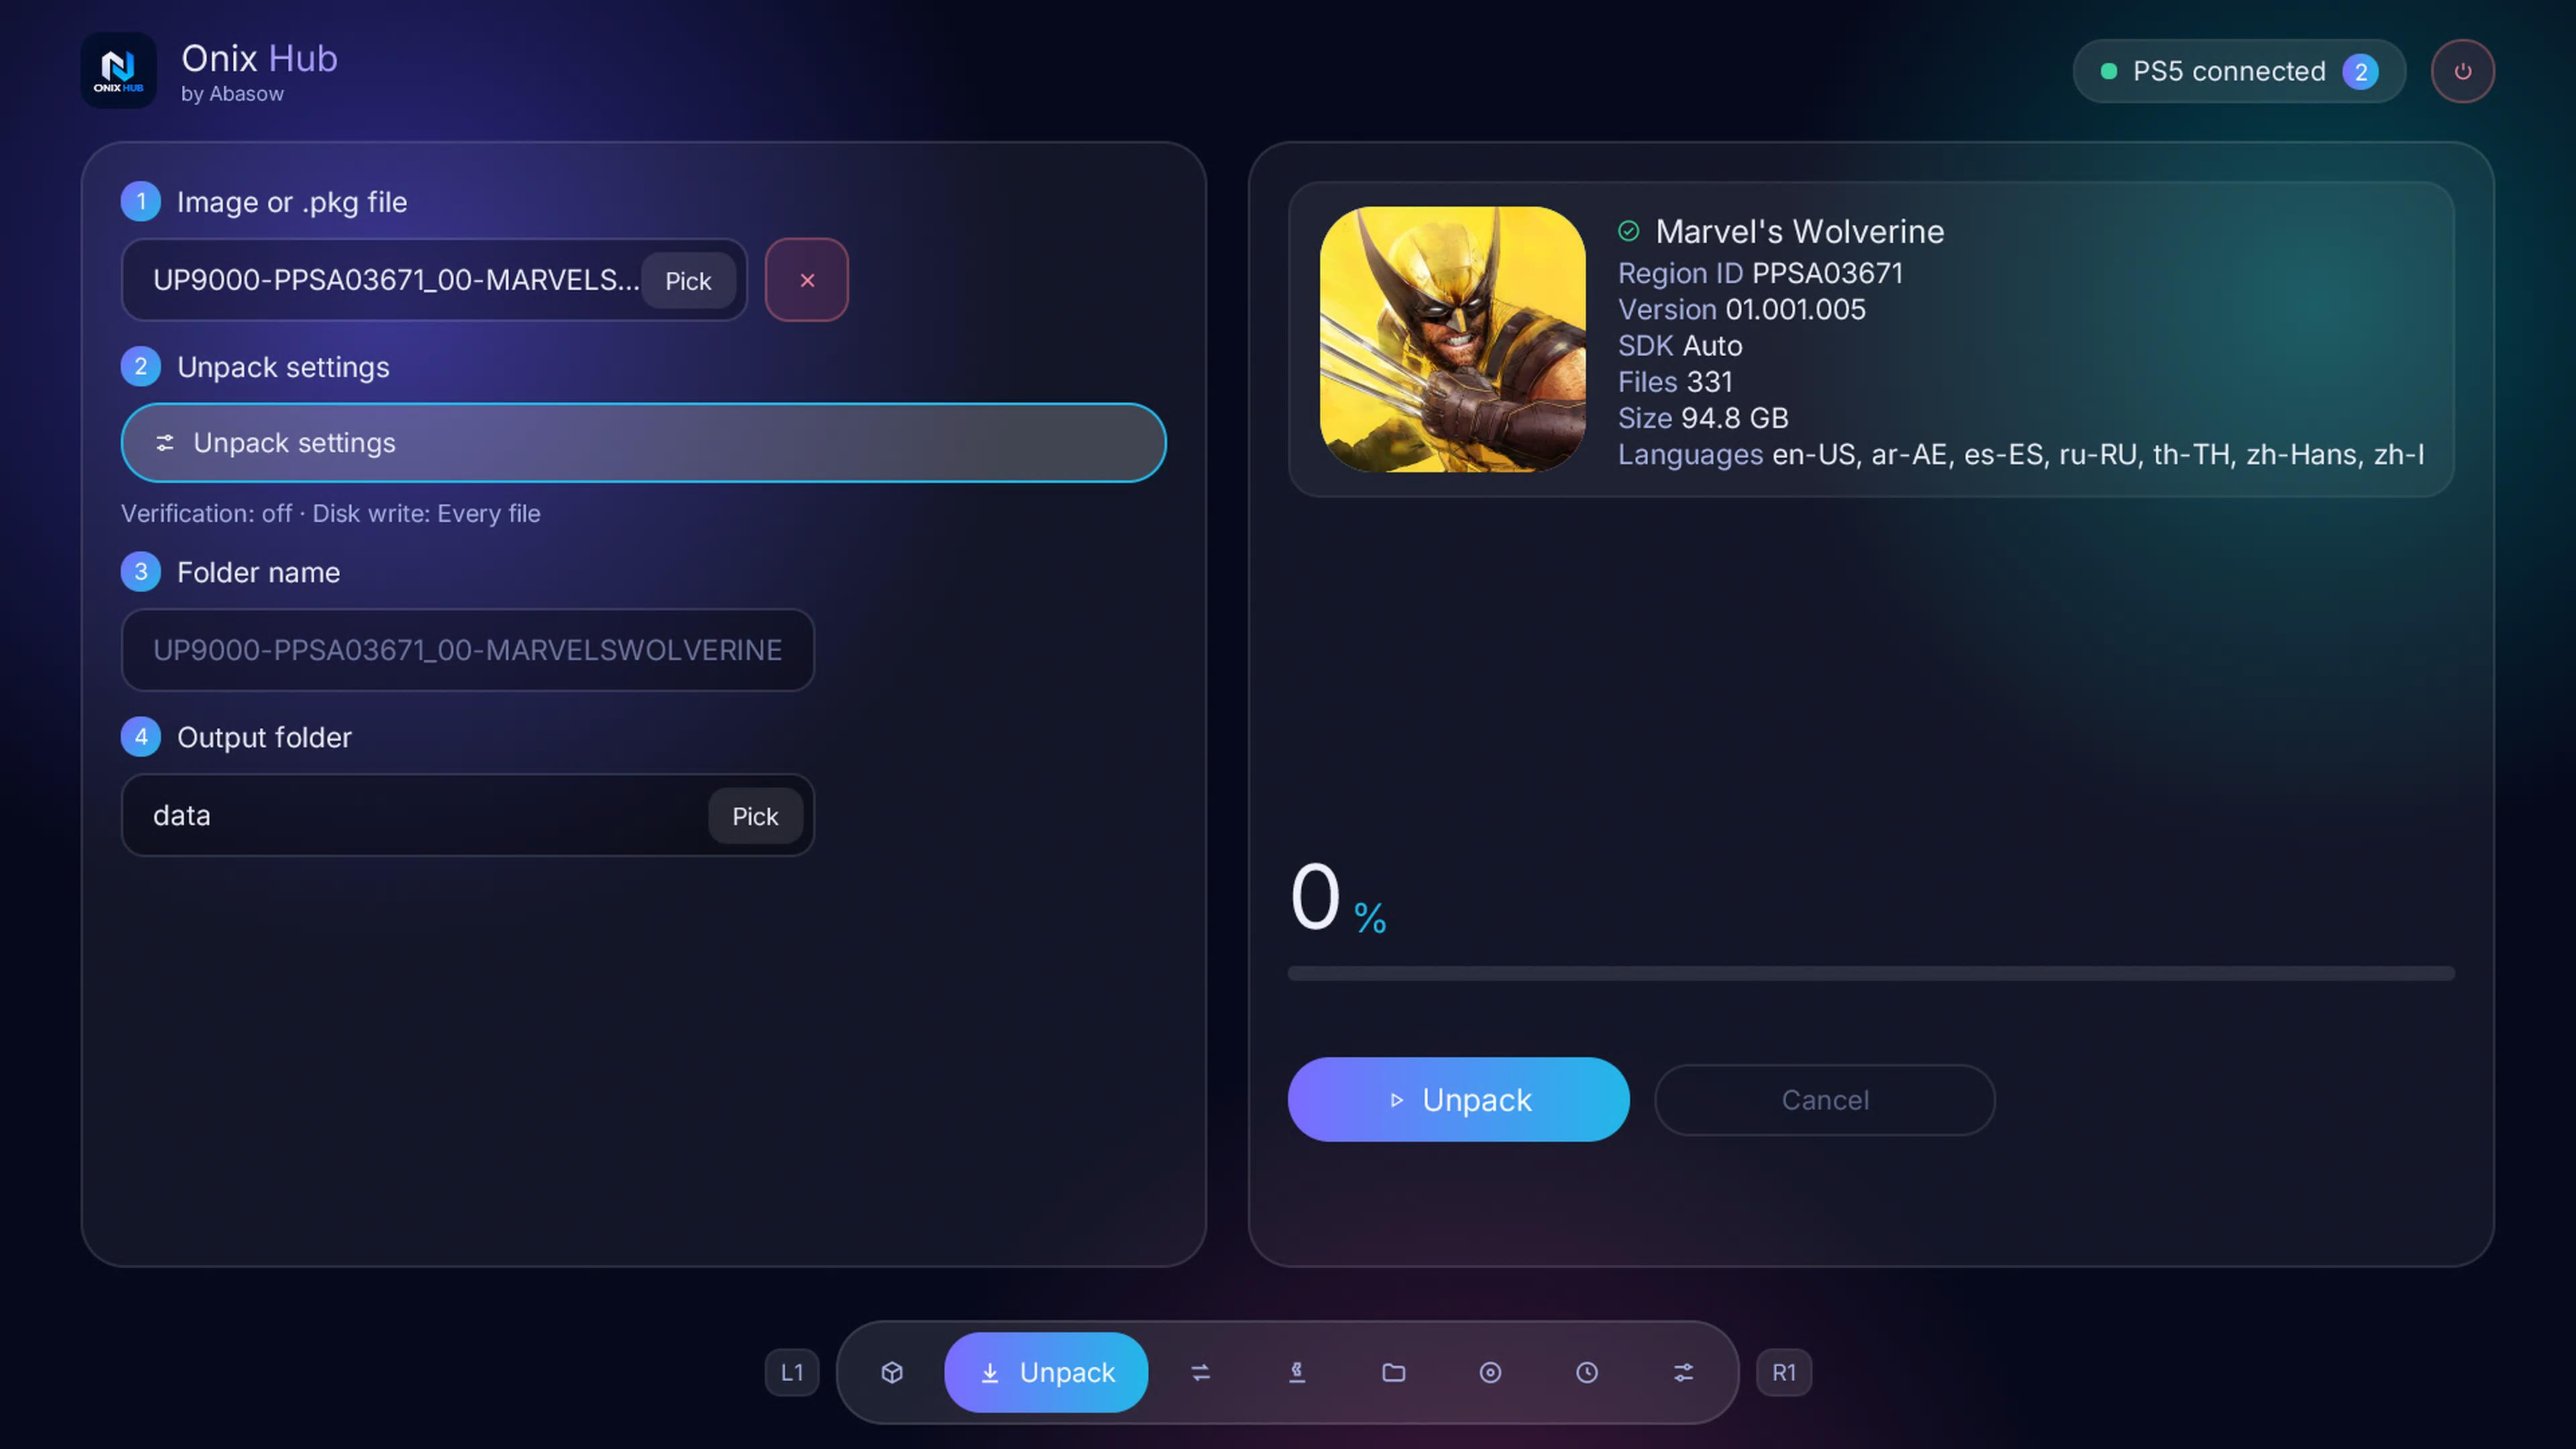 ONIX HUB
Onix Hub
by Abasow
PS5 connected 2
1 Image or .pkg file
UP9000-PPSA03671_00-MARVELS... Pick
2 Unpack settings
Unpack settings
Verification: off · Disk write: Every file
3 Folder name
UP9000-PPSA03671_00-MARVELSWOLVERINE
4 Output folder
data Pick
Marvel's Wolverine
Region ID PPSA03671
Version 01.001.005
SDK Auto
Files 331
Size 94.8 GB
Languages en-US, ar-AE, es-ES, ru-RU, th-TH, zh-Hans, zh-
0 %
Unpack
Cancel
L1 Unpack R1